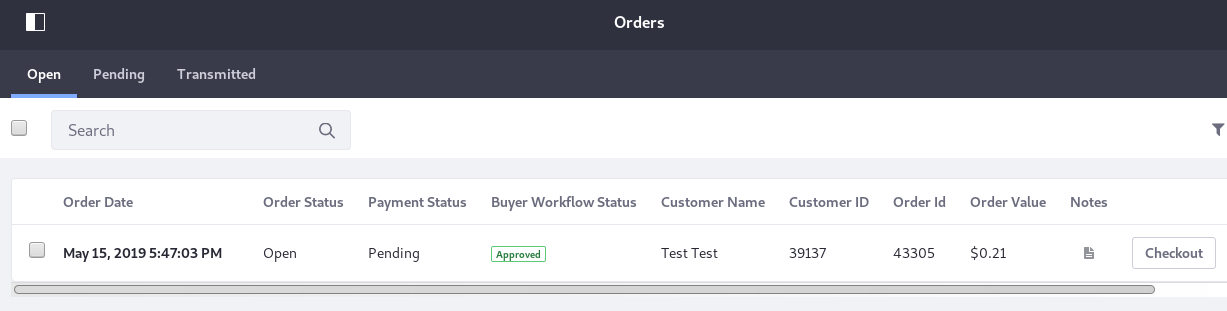 Orders
Open Pending Transmitted
Search
Order Date Order Status Payment Status Buyer Workflow Status Customer Name Customer ID Order Id Order Value Notes
May 15, 2019 5:47:03 PM Open Pending Approved Test Test 39137 43305 $0.21 Checkout